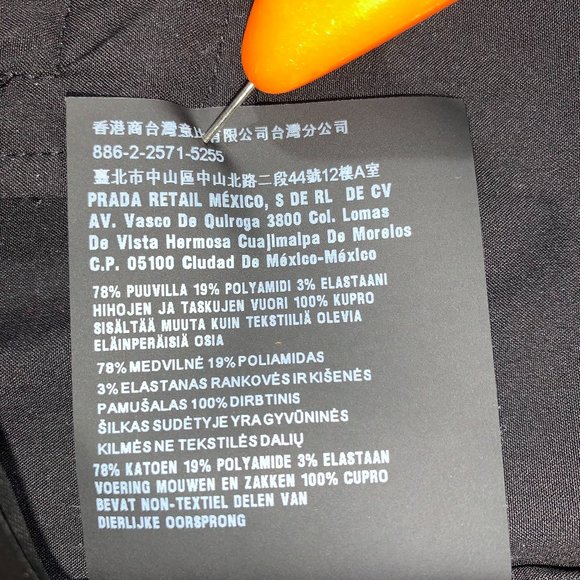 香港商台灣普拉達有限公司台灣分公司
886-2-2571-5255
臺北市中山區中山北路二段44號12樓A室
PRADA RETAIL MÉXICO, S DE RL DE CV
AV. Vasco De Quiroga 3800 Col. Lomas
De Vista Hermosa Cuajimalpa De Morelos
C.P. 05100 Ciudad De México-México
78% PUUVILLA 19% POLYAMIDI 3% ELASTAANI
HIHOJEN JA TASKUJEN VUORI 100% KUPRO
SISÄLTÄÄ MUUTA KUIN TEKSTIILIÄ OLEVIA
ELÄINPERÄISIÄ OSIA
78% MEDVILNĖ 19% POLIAMIDAS
3% ELASTANAS RANKOVĖS IR KIŠENĖS
PAMUŠALAS 100% DIRBTINIS
ŠILKAS SUDĖTYJE YRA GYVŪNINĖS
KILMĖS NE TEKSTILĖS DALIŲ
78% KATOEN 19% POLYAMIDE 3% ELASTAAN
VOERING MOUWEN EN ZAKKEN 100% CUPRO
BEVAT NON-TEXTIEL DELEN VAN
DIERLIJKE OORSPRONG